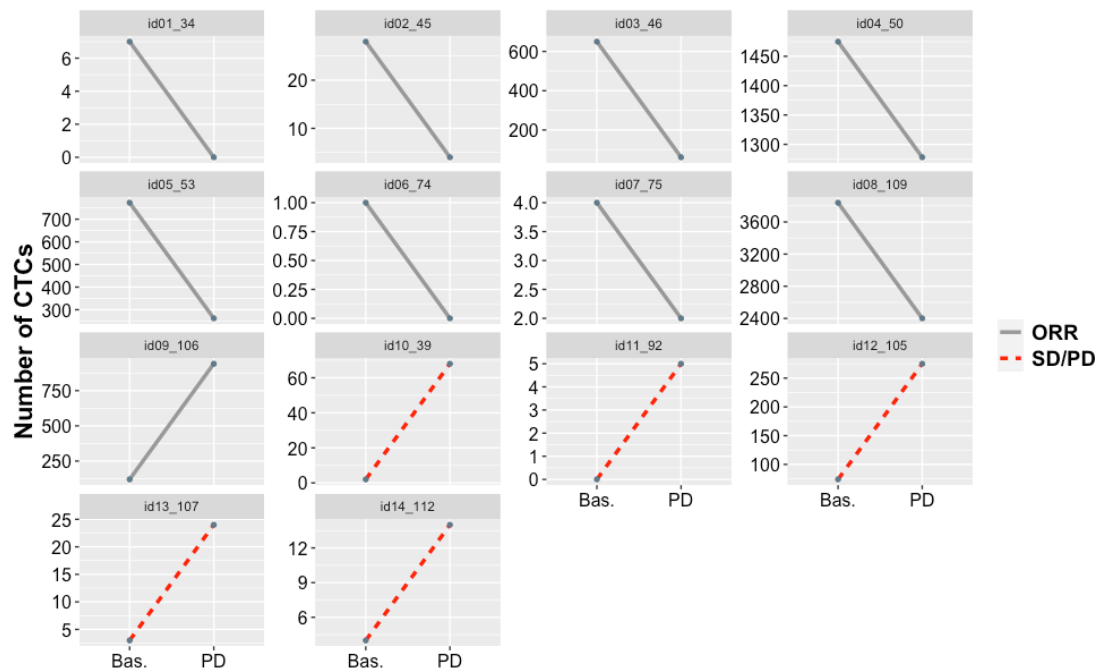 Number of CTCs
id01_34
6
4
2
0
id02_45
20
10
id03_46
600
400
200
id04_50
1450
1400
1350
1300
id05_53
700
600
500
400
300
id06_74
1.00
0.75
0.50
0.25
0.00
id07_75
4.0
3.5
3.0
2.5
2.0
id08_109
3600
3200
2800
2400
id09_106
750
500
250
id10_39
60
40
20
0
id11_92
5
4
3
2
1
0
Bas. PD
id12_105
250
200
150
100
Bas. PD
id13_107
25
20
15
10
5
Bas. PD
id14_112
12
9
6
Bas. PD
ORR
SD/PD